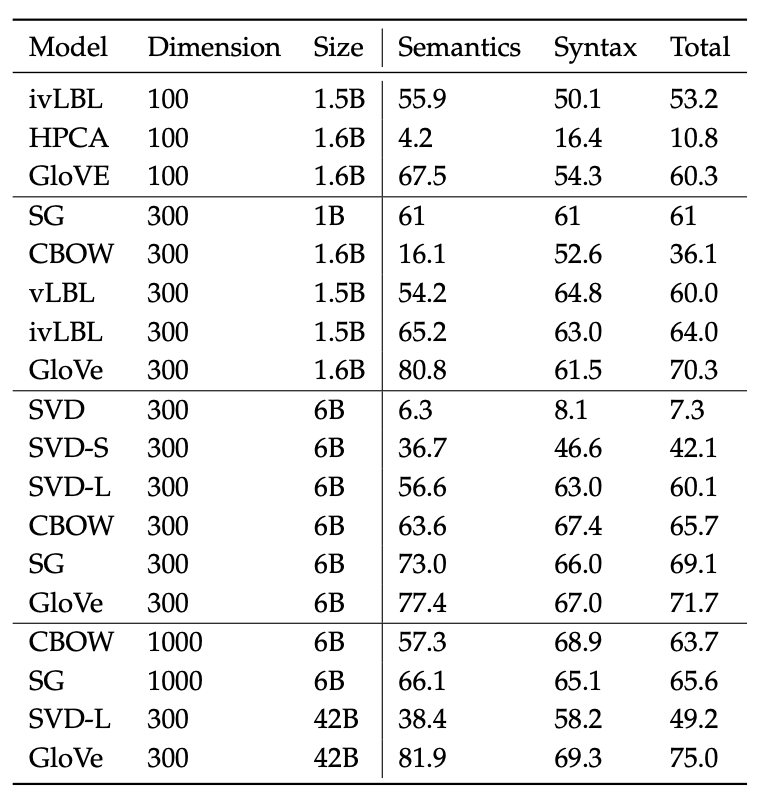 Model Dimension Size Semantics Syntax Total
ivLBL 100 1.5B 55.9 50.1 53.2
HPCA 100 1.6B 4.2 16.4 10.8
GloVE 100 1.6B 67.5 54.3 60.3
SG 300 1B 61 61 61
CBOW 300 1.6B 16.1 52.6 36.1
vLBL 300 1.5B 54.2 64.8 60.0
ivLBL 300 1.5B 65.2 63.0 64.0
GloVe 300 1.6B 80.8 61.5 70.3
SVD 300 6B 6.3 8.1 7.3
SVD-S 300 6B 36.7 46.6 42.1
SVD-L 300 6B 56.6 63.0 60.1
CBOW 300 6B 63.6 67.4 65.7
SG 300 6B 73.0 66.0 69.1
GloVe 300 6B 77.4 67.0 71.7
CBOW 1000 6B 57.3 68.9 63.7
SG 1000 6B 66.1 65.1 65.6
SVD-L 300 42B 38.4 58.2 49.2
GloVe 300 42B 81.9 69.3 75.0